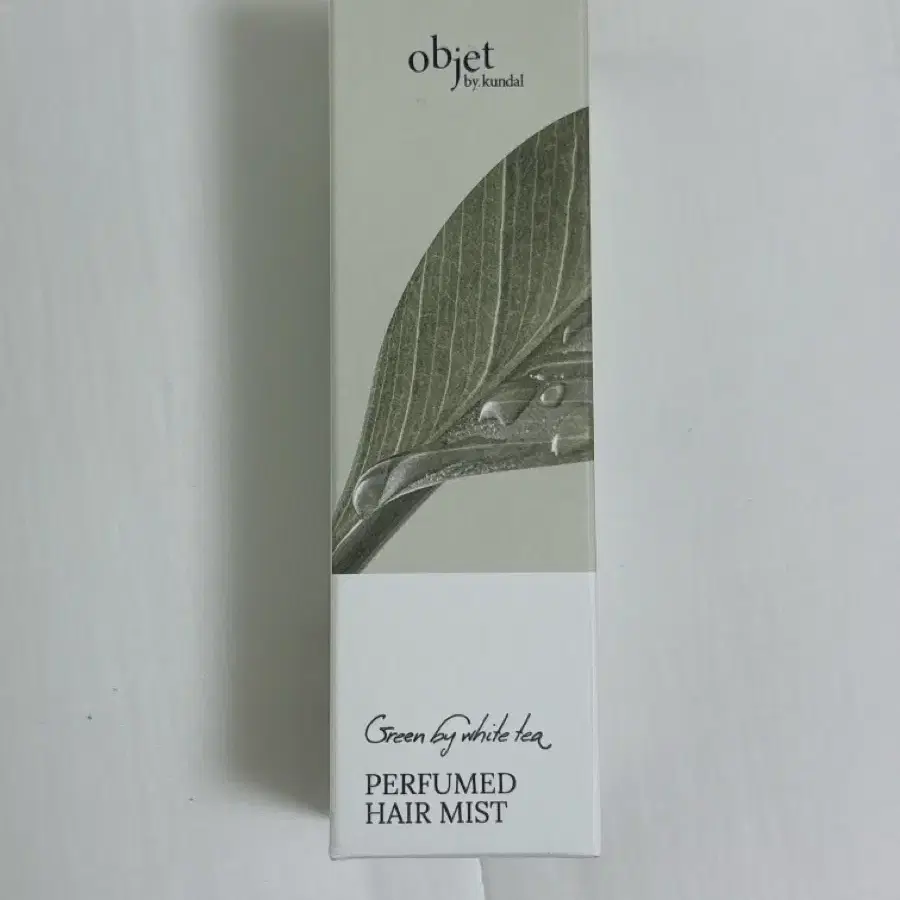 objet
by.kundal
Green by white tea
PERFUMED
HAIR MIST